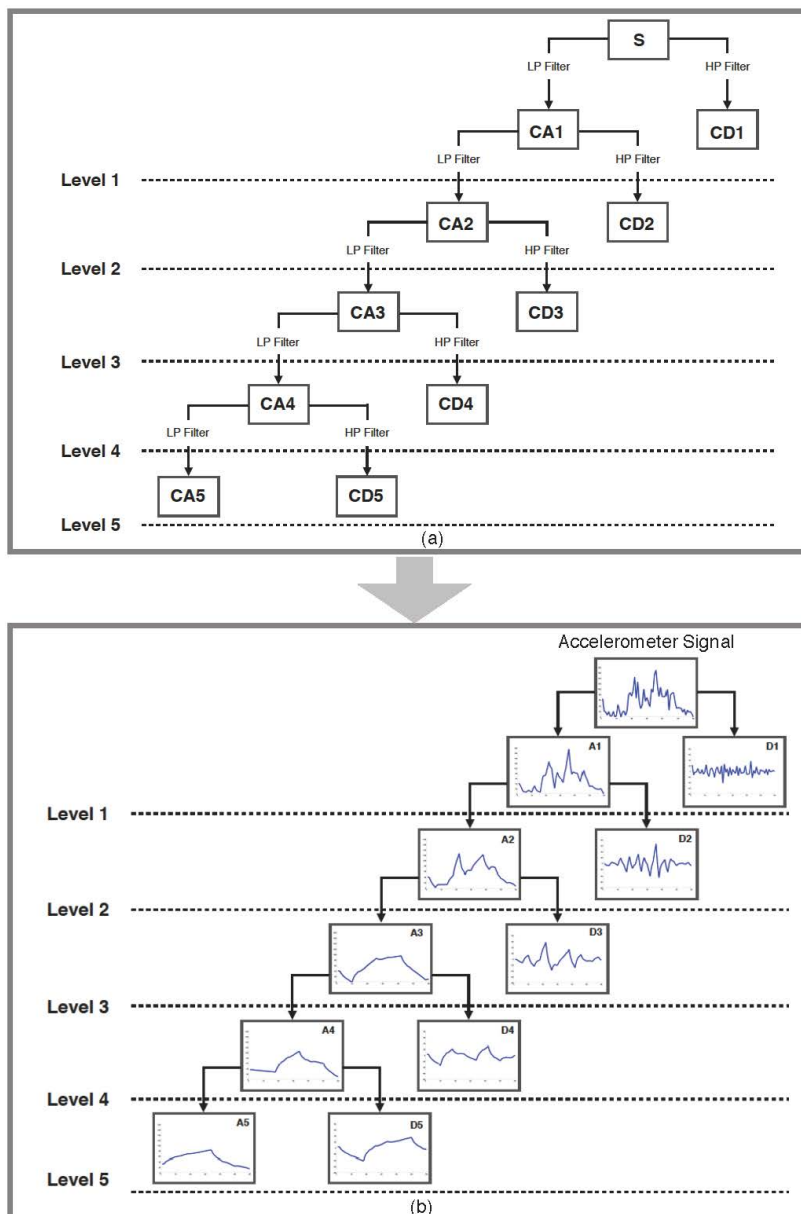 S
LP Filter HP Filter
CA1 CD1
LP Filter HP Filter
Level 1
CA2 CD2
LP Filter HP Filter
Level 2
CA3 CD3
LP Filter HP Filter
Level 3
CA4 CD4
LP Filter HP Filter
Level 4
CA5 CD5
Level 5
(a)
Accelerometer Signal
A1 D1
Level 1
A2 D2
Level 2
A3 D3
Level 3
A4 D4
Level 4
A5 D5
Level 5
(b)